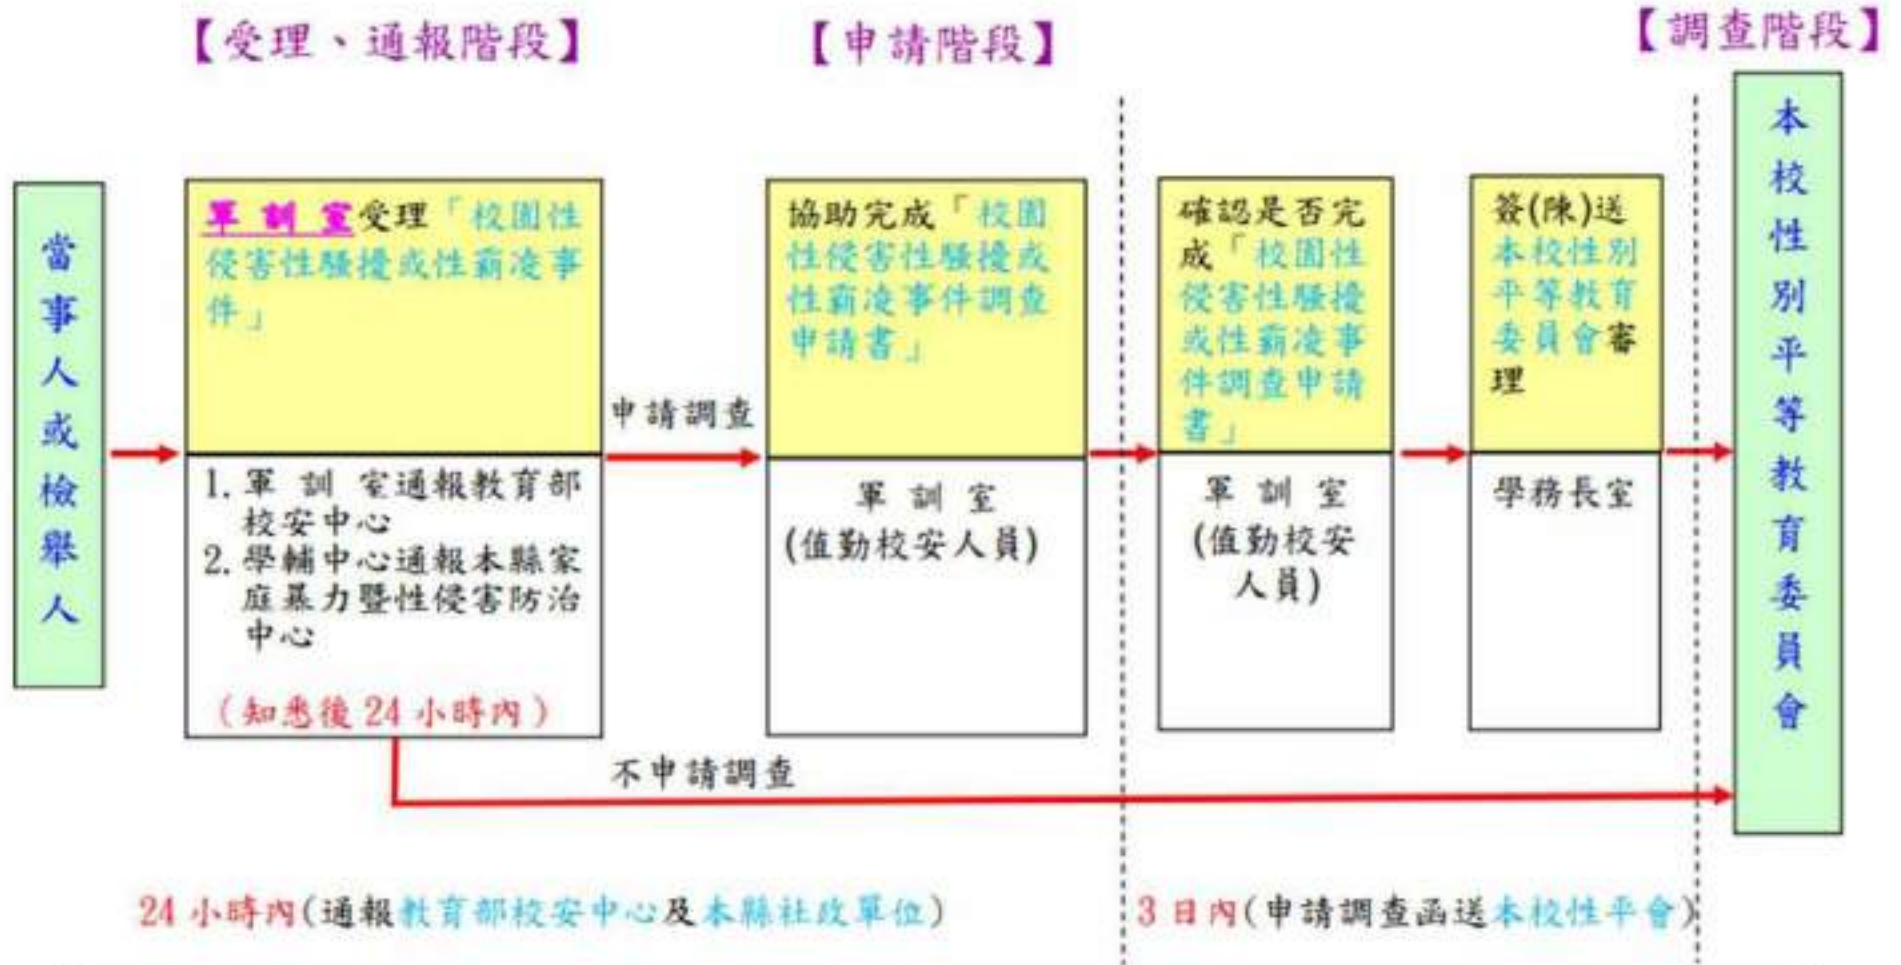 【受理、通報階段】
【申請階段】
【調查階段】
當事人或檢舉人
軍訓室受理「校園性
侵害性騷擾或性霸凌事
件」
1.軍 訓 室通報教育部
校安中心
2.學輔中心通報本縣家
庭暴力暨性侵害防治
中心
(知悉後24小時內)
申請調查
不申請調查
協助完成「校園
性侵害性騷擾或
性霸凌事件調查
申請書」
軍 訓 室
(值勤校安人員)
確認是否完
成「校園性
侵害性騷擾
或性霸凌事
件調查申請
書」
軍 訓 室
(值勤校安
人員)
簽(陳)送
本校性別
平等教育
委員會審
理
學務長室
本校性別平等教育委員會
24小時內(通報教育部校安中心及本縣社政單位)
3日內(申請調查函送本校性平會)